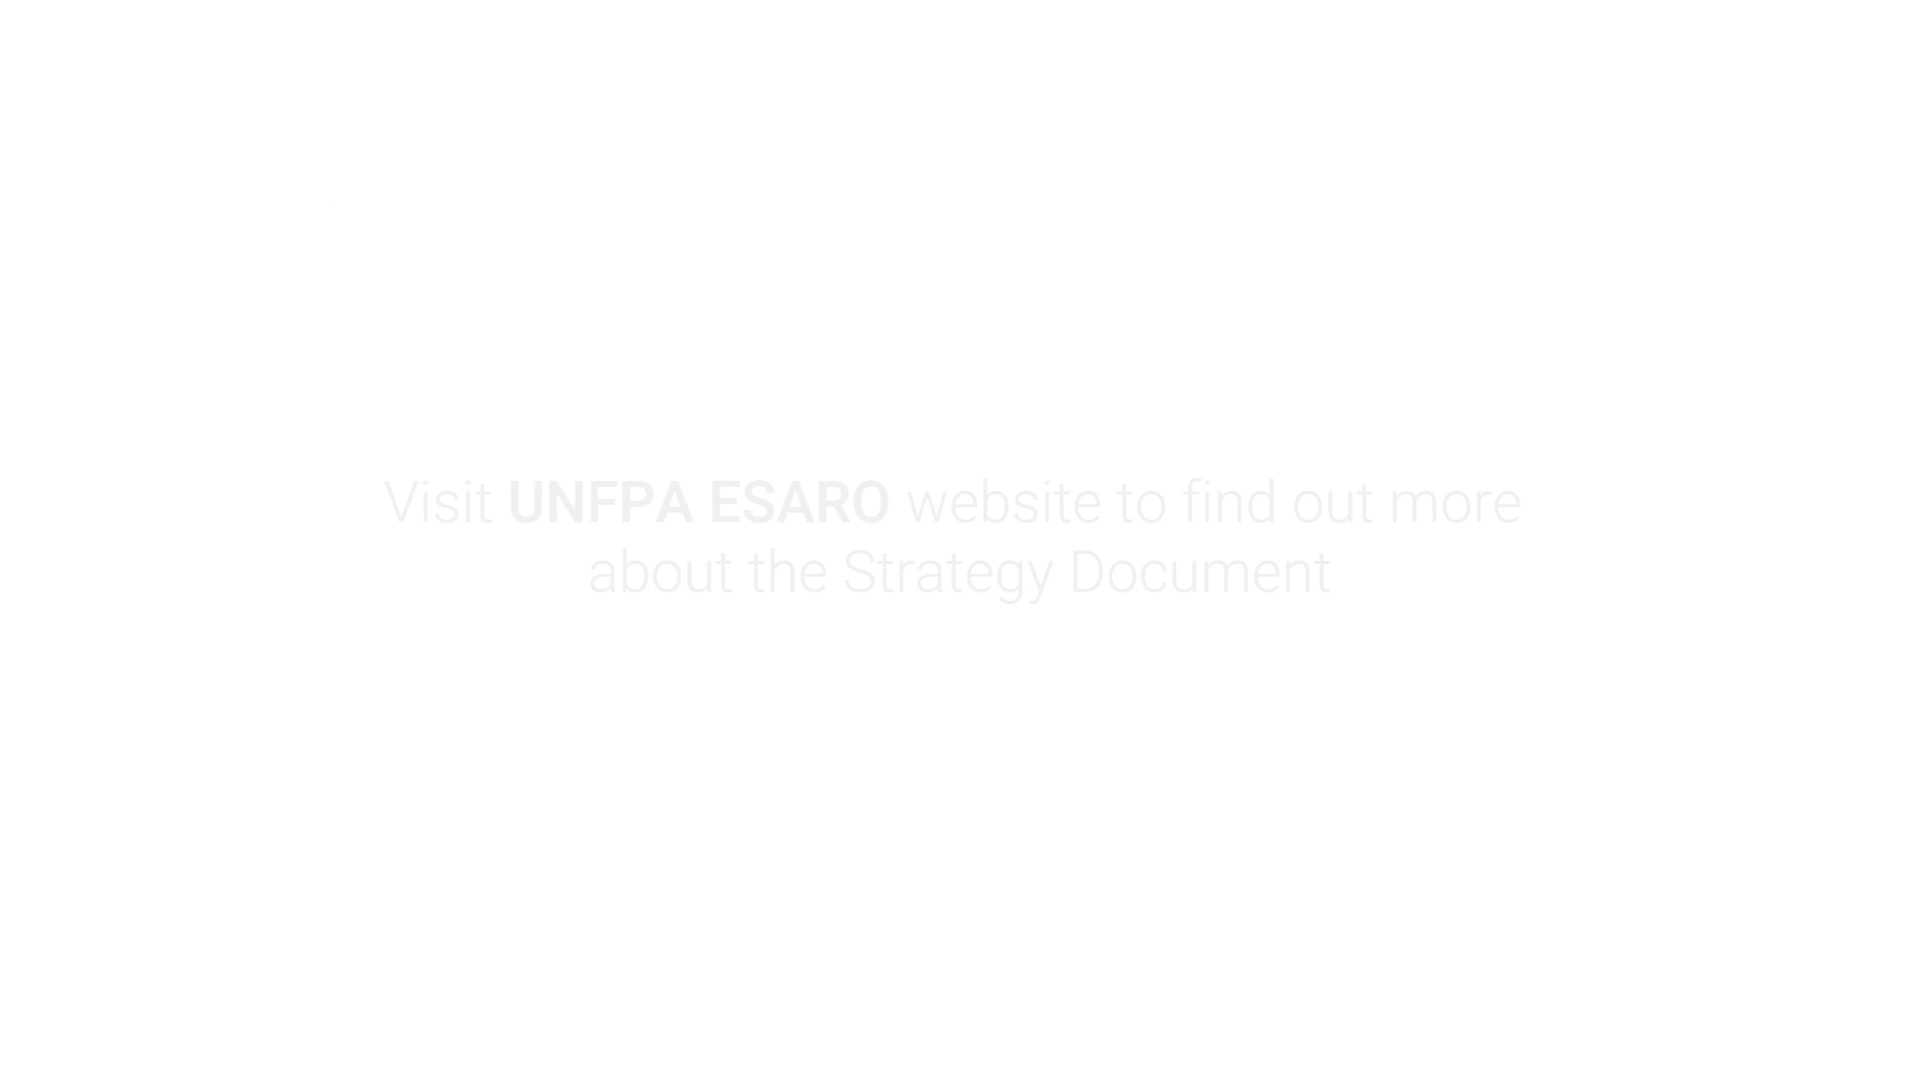 Visit UNFPA ESARO website to find out more
about the Strategy Document